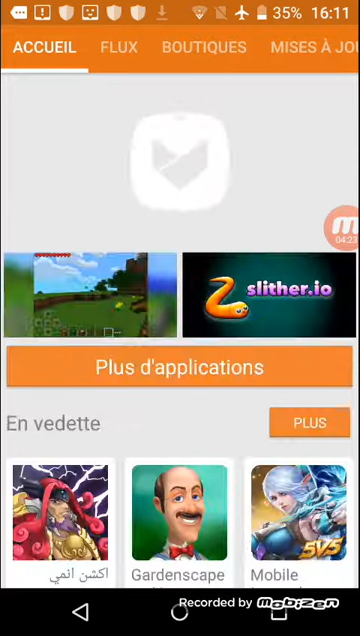 35% 16:11
ACCUEIL FLUX BOUTIQUES MISES À JOU
04:23
slither.io
Plus d'applications
En vedette PLUS
5V5
اكشن انمي Gardenscape Mobile
Recorded by MOBIZEN